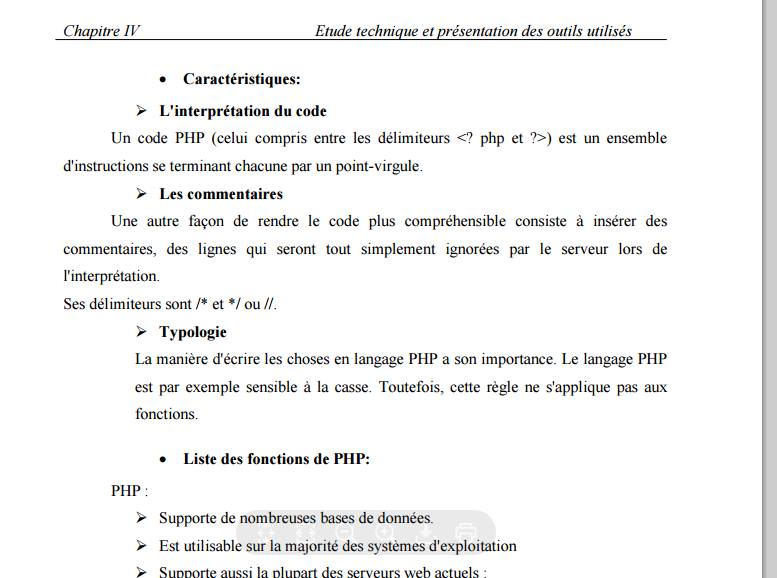 Chapitre IV Etude technique et présentation des outils utilisés
• Caractéristiques:
➢ L'interprétation du code
Un code PHP (celui compris entre les délimiteurs <? php et ?>) est un ensemble
d'instructions se terminant chacune par un point-virgule.
➢ Les commentaires
Une autre façon de rendre le code plus compréhensible consiste à insérer des
commentaires, des lignes qui seront tout simplement ignorées par le serveur lors de
l'interprétation.
Ses délimiteurs sont /* et */ ou //.
➢ Typologie
La manière d'écrire les choses en langage PHP a son importance. Le langage PHP
est par exemple sensible à la casse. Toutefois, cette règle ne s'applique pas aux
fonctions.
• Liste des fonctions de PHP:
PHP :
➢ Supporte de nombreuses bases de données.
➢ Est utilisable sur la majorité des systèmes d'exploitation
➢ Supporte aussi la plupart des serveurs web actuels :